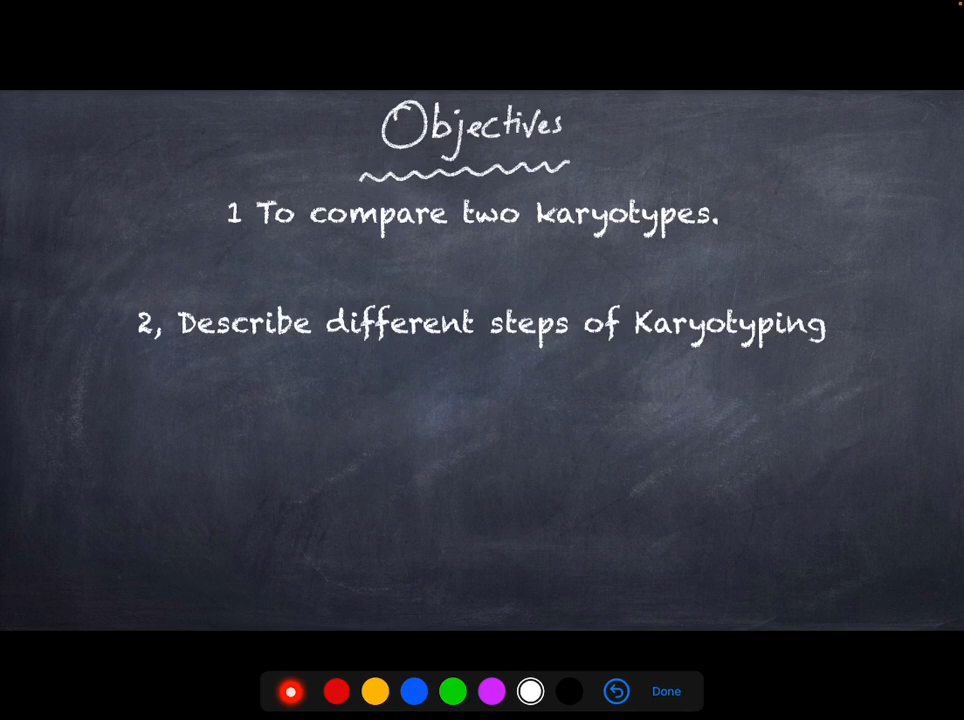 Objectives
1 To compare two karyotypes.
2, Describe different steps of Karyotyping
Done